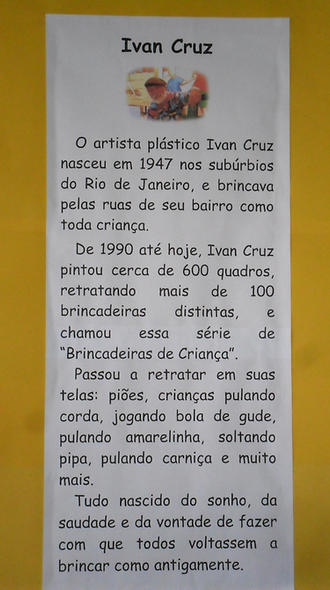 Ivan Cruz
O artista plástico Ivan Cruz
nasceu em 1947 nos subúrbios
do Rio de Janeiro, e brincava
pelas ruas de seu bairro como
toda criança.
De 1990 até hoje, Ivan Cruz
pintou cerca de 600 quadros,
retratando mais de 100
brincadeiras distintas, e
chamou essa série de
“Brincadeiras de Criança”.
Passou a retratar em suas
telas: piões, crianças pulando
corda, jogando bola de gude,
pulando amarelinha, soltando
pipa, pulando carniça e muito
mais.
Tudo nascido do sonho, da
saudade e da vontade de fazer
com que todos voltassem a
brincar como antigamente.